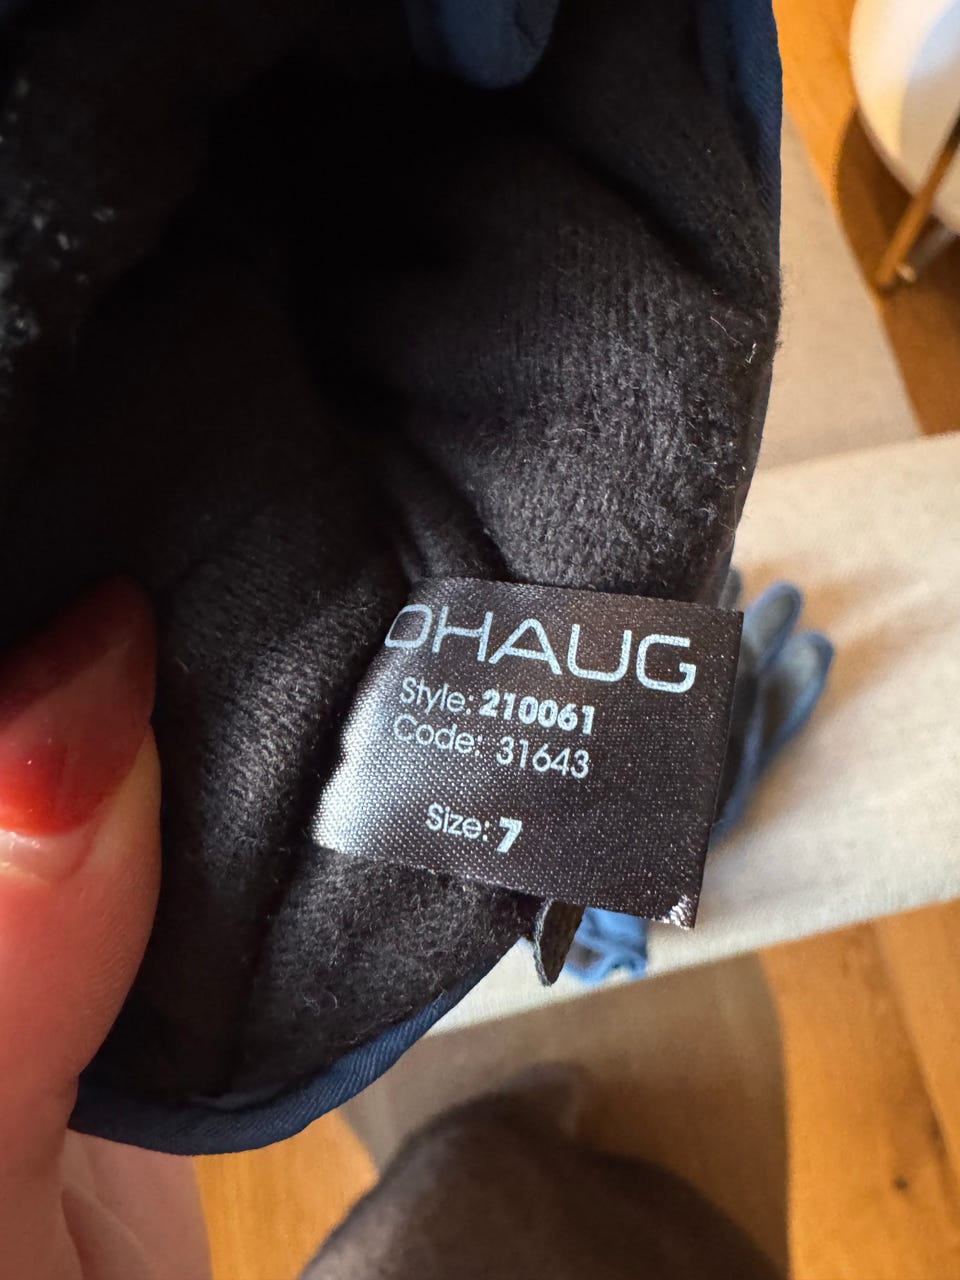 OHAUG
Style: 210061
Code: 31643
Size: 7